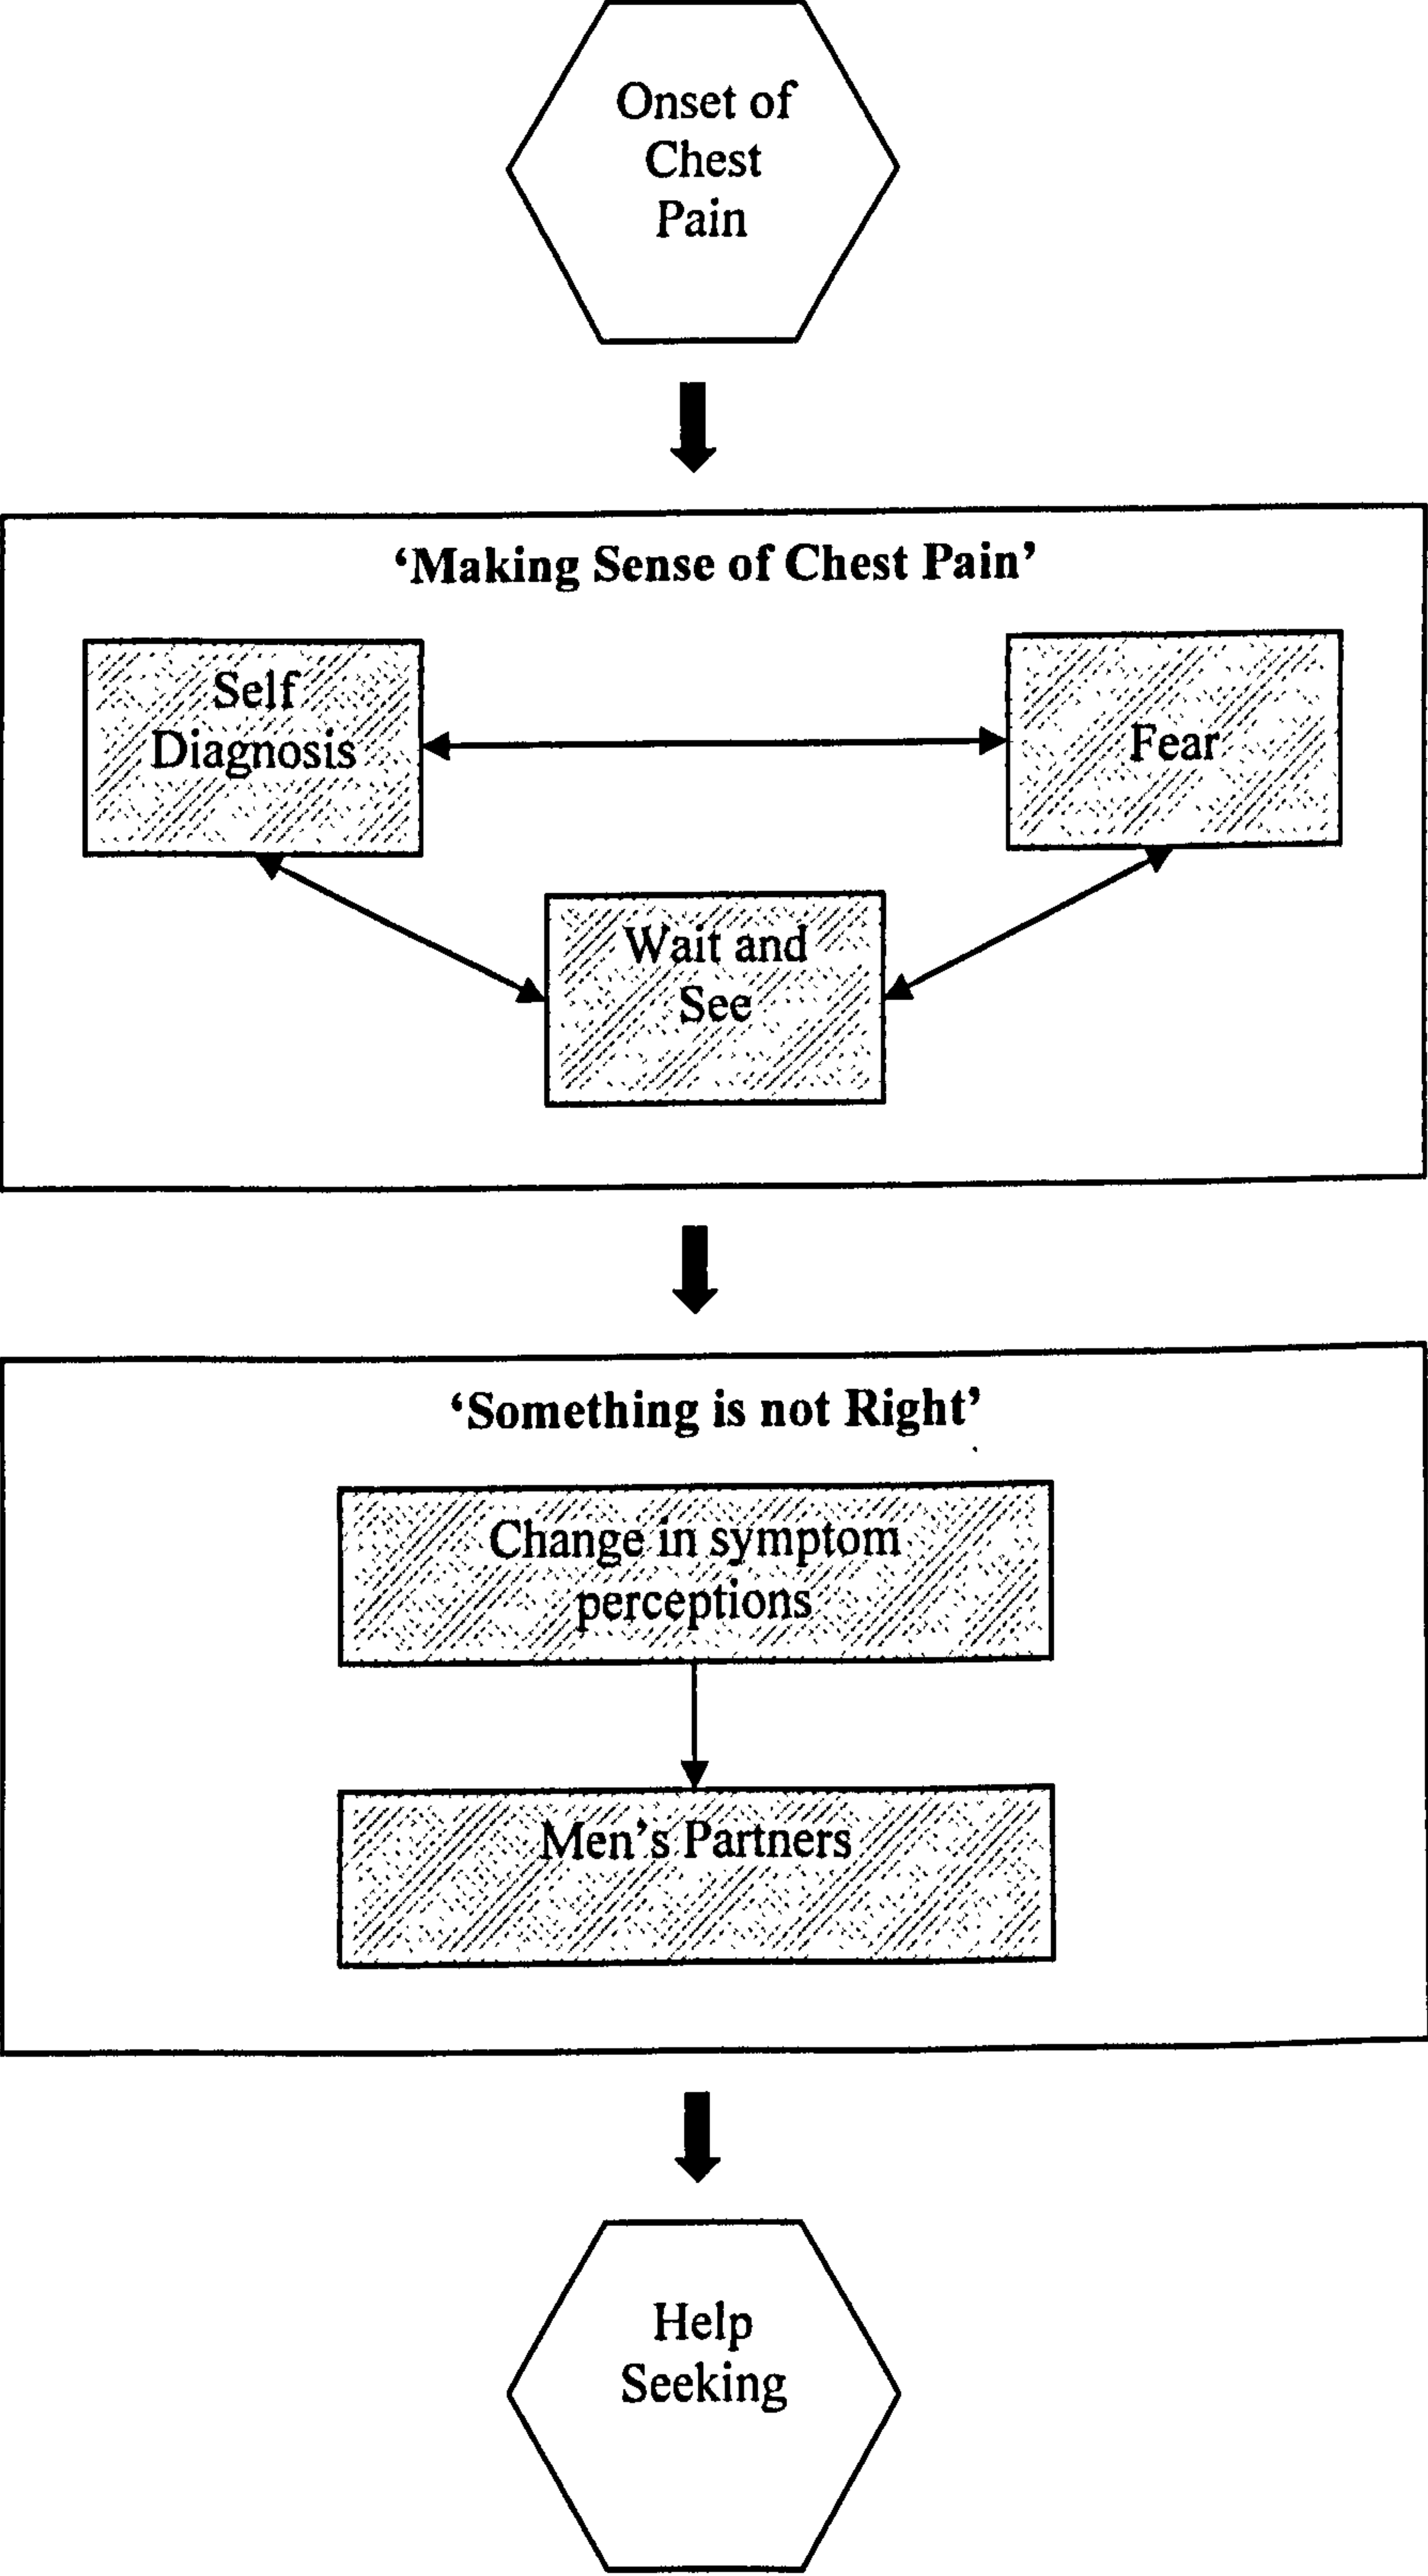 Onset of
Chest
Pain
‘Making Sense of Chest Pain’
Self
Diagnosis
Fear
Wait and
See
‘Something is not Right’
Change in symptom
perceptions
Men’s Partners
Help
Seeking